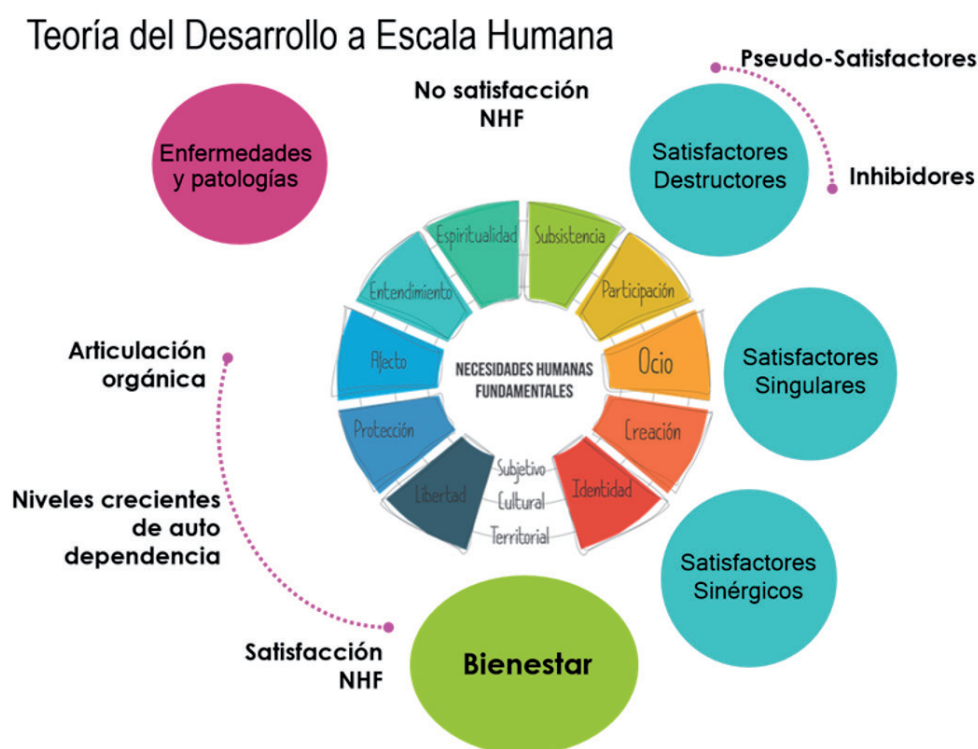 Teoría del Desarrollo a Escala Humana
Pseudo-Satisfactores
No satisfacción
NHF
Enfermedades
y patologías
Satisfactores
Destructores
Inhibidores
Espiritualidad
Subsistencia
Entendimiento
Participación
Articulación
orgánica
Afecto
NECESIDADES HUMANAS
FUNDAMENTALES
Ocio
Satisfactores
Singulares
Protección
Creación
Libertad
Subjetivo
Cultural
Territorial
Identidad
Niveles crecientes
de auto
dependencia
Satisfactores
Sinérgicos
Satisfacción
NHF
Bienestar